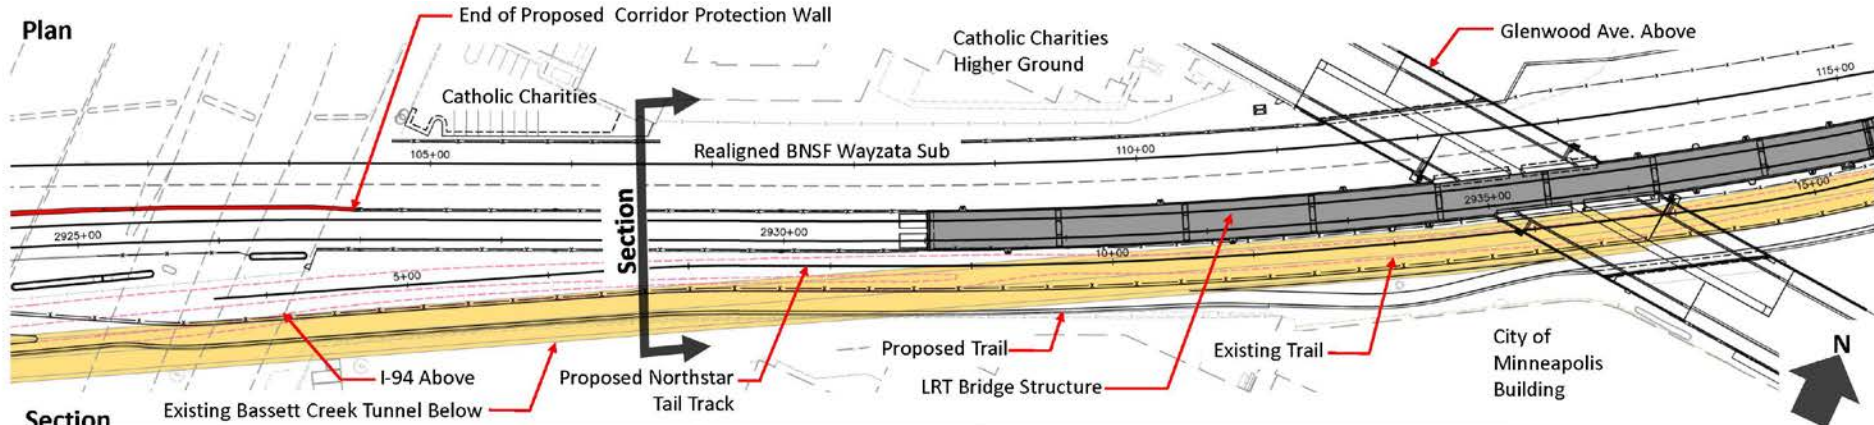 Plan
End of Proposed Corridor Protection Wall
Catholic Charities
Higher Ground
Glenwood Ave. Above
Catholic Charities
115+00
105+00
Realigned BNSF Wayzata Sub
110+00
Section
2925+00
2930+00
2935+00
15+00
5+00
10+00
I-94 Above
Existing Bassett Creek Tunnel Below
Proposed Northstar
Tail Track
Proposed Trail
LRT Bridge Structure
Existing Trail
City of
Minneapolis
Building
N
Section